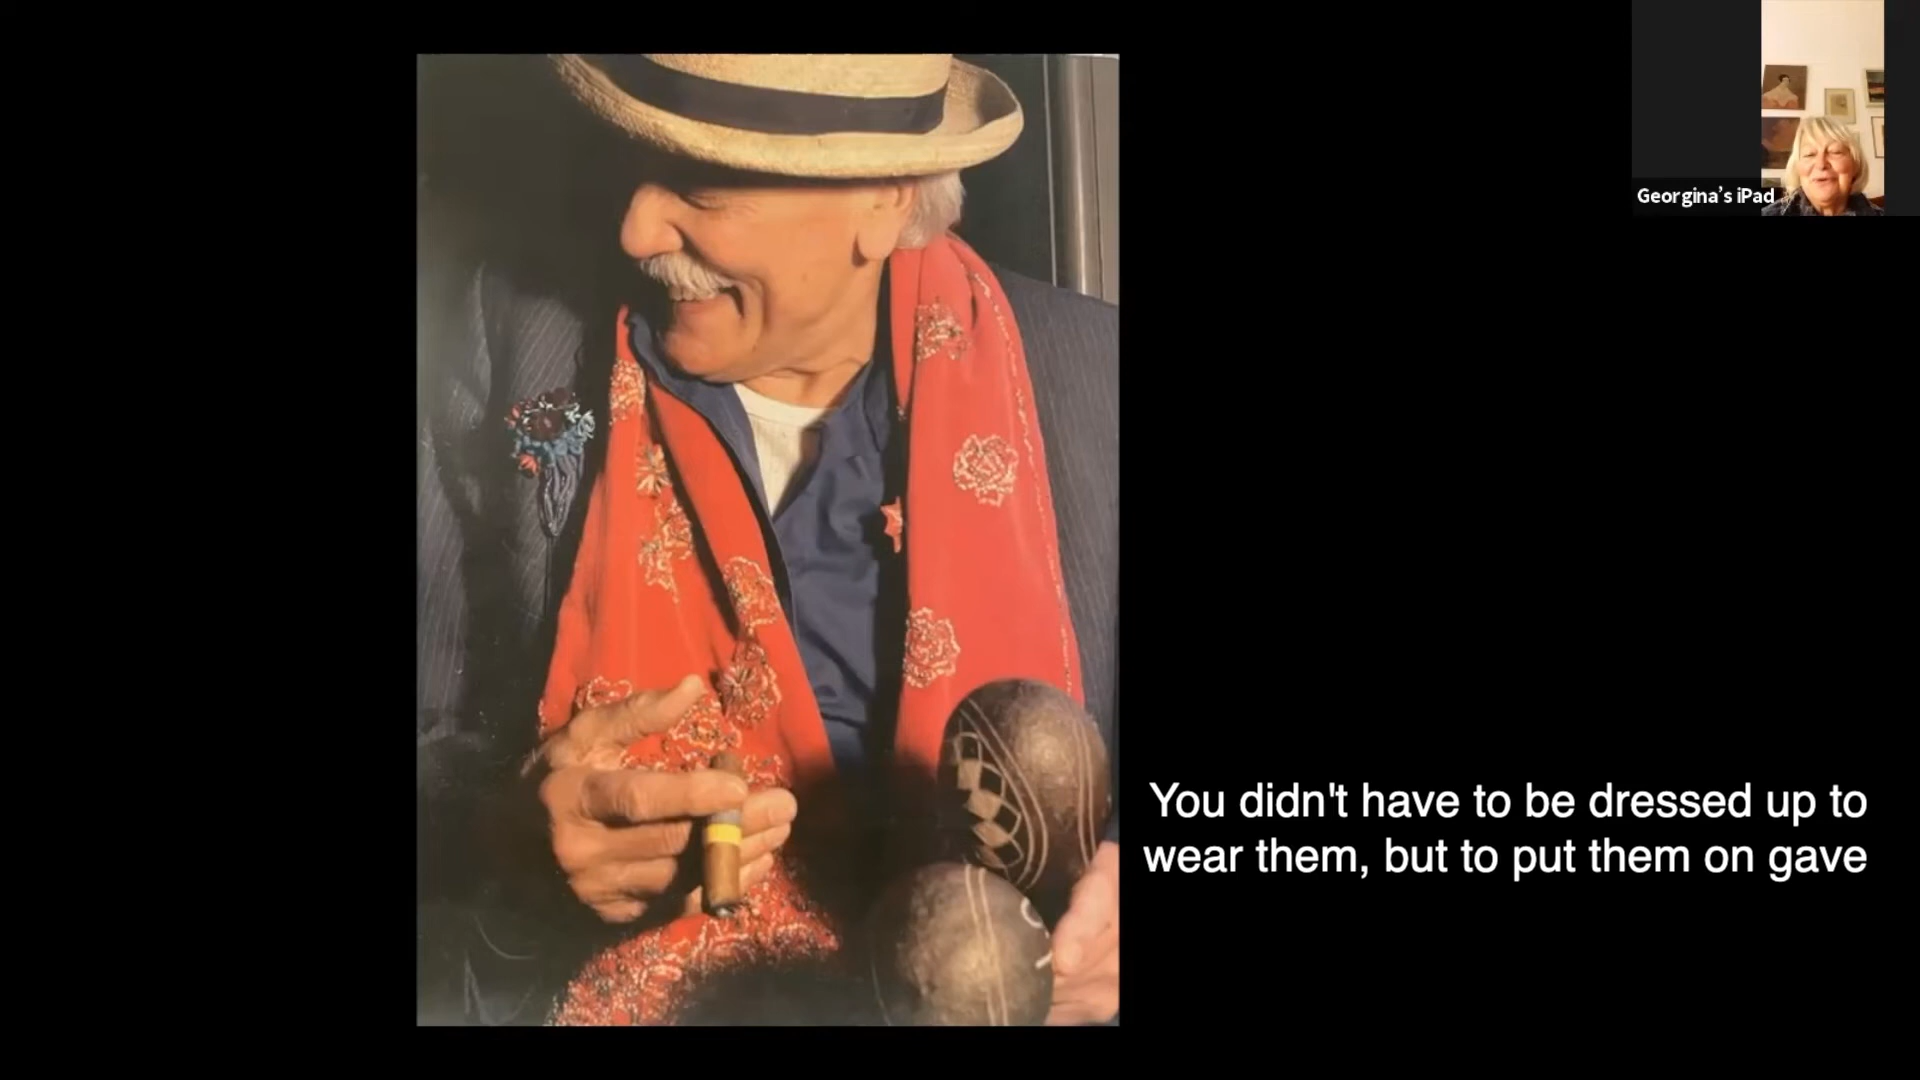 Georgina's iPad
You didn't have to be dressed up to
wear them, but to put them on gave